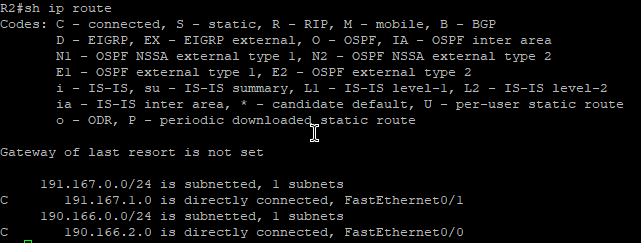 R2#sh ip route
Codes: C - connected, S - static, R - RIP, M - mobile, B - BGP
D - EIGRP, EX - EIGRP external, O - OSPF, IA - OSPF inter area
N1 - OSPF NSSA external type 1, N2 - OSPF NSSA external type 2
E1 - OSPF external type 1, E2 - OSPF external type 2
i - IS-IS, su - IS-IS summary, L1 - IS-IS level-1, L2 - IS-IS level-2
ia - IS-IS inter area, * - candidate default, U - per-user static route
o - ODR, P - periodic downloaded static route
Gateway of last resort is not set
191.167.0.0/24 is subnetted, 1 subnets
C 191.167.1.0 is directly connected, FastEthernet0/1
190.166.0.0/24 is subnetted, 1 subnets
C 190.166.2.0 is directly connected, FastEthernet0/0